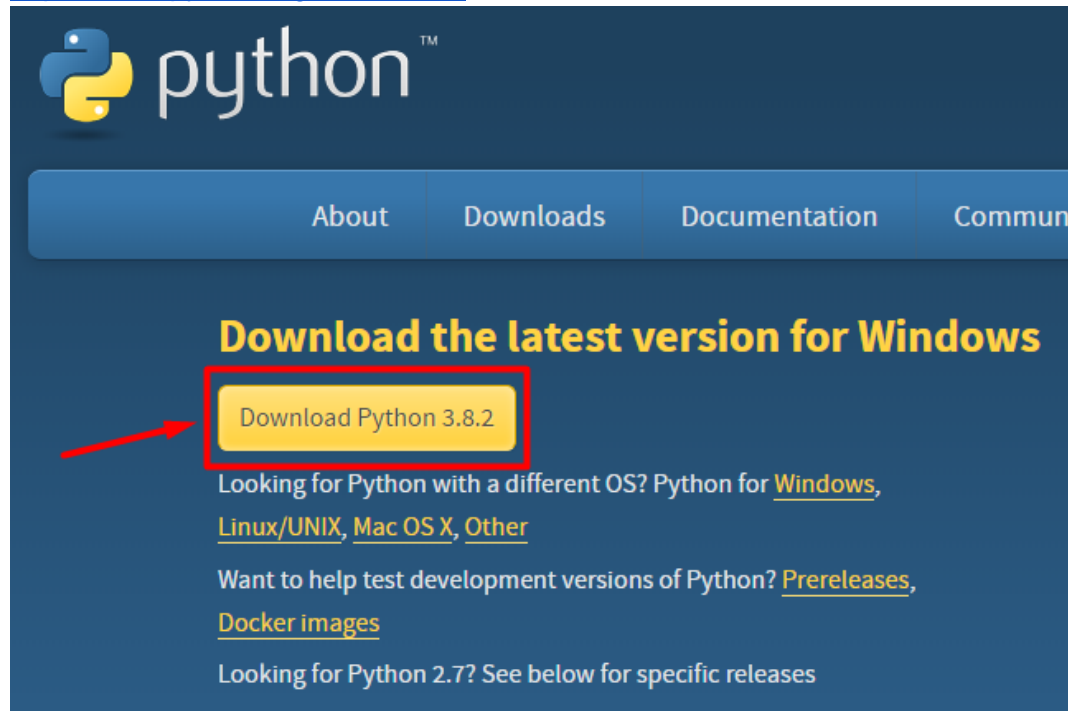 python™
About Downloads Documentation Commun
Download the latest version for Windows
Download Python 3.8.2
Looking for Python with a different OS? Python for Windows,
Linux/UNIX, Mac OS X, Other
Want to help test development versions of Python? Prereleases,
Docker images
Looking for Python 2.7? See below for specific releases